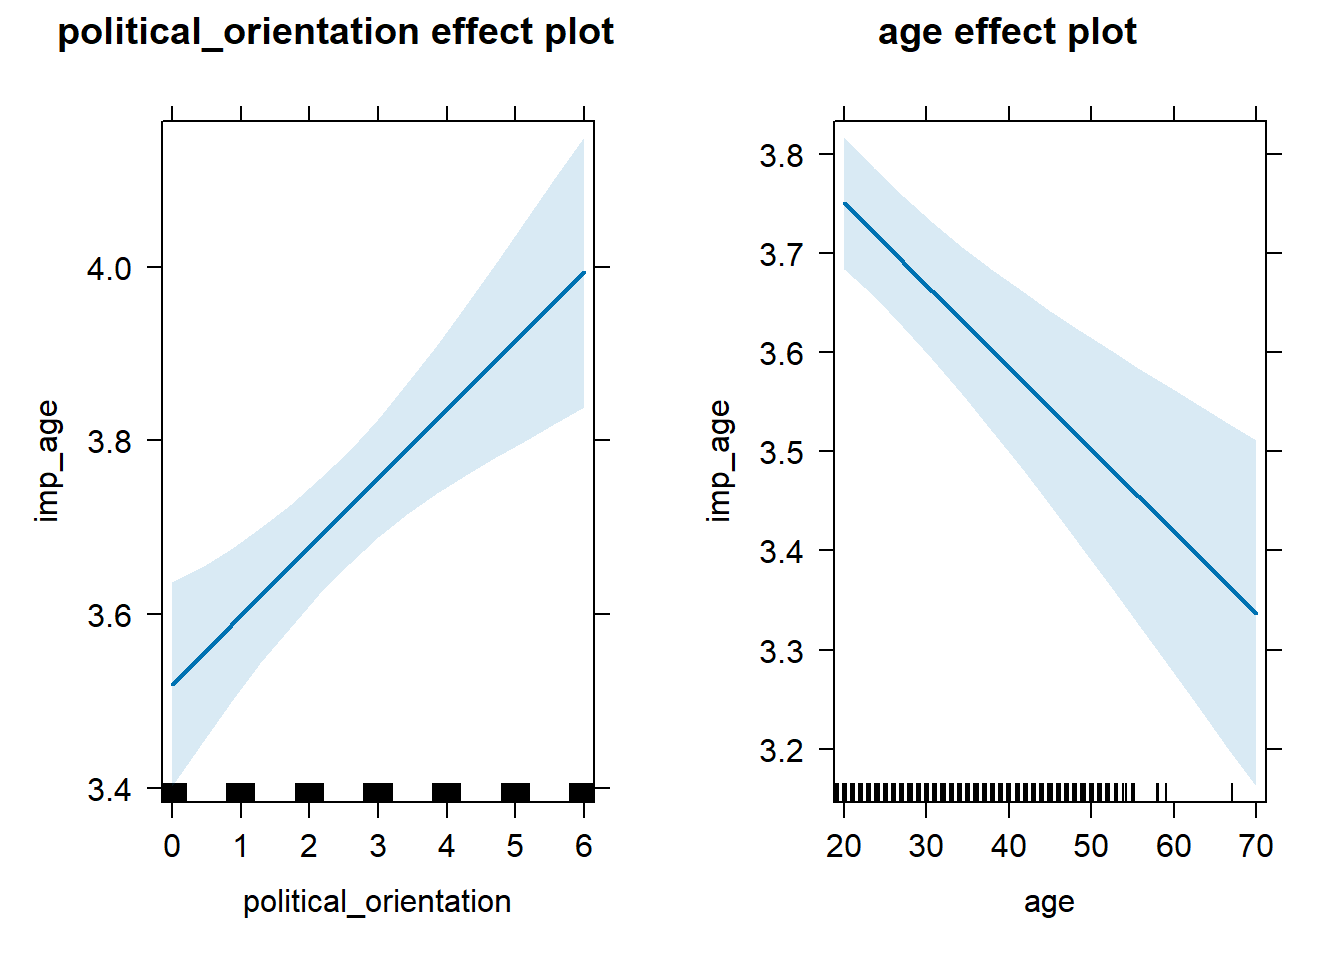 political_orientation effect plot
imp_age
4.0
3.8
3.6
3.4
0 1 2 3 4 5 6
political_orientation
age effect plot
imp_age
3.8
3.7
3.6
3.5
3.4
3.3
3.2
20 30 40 50 60 70
age